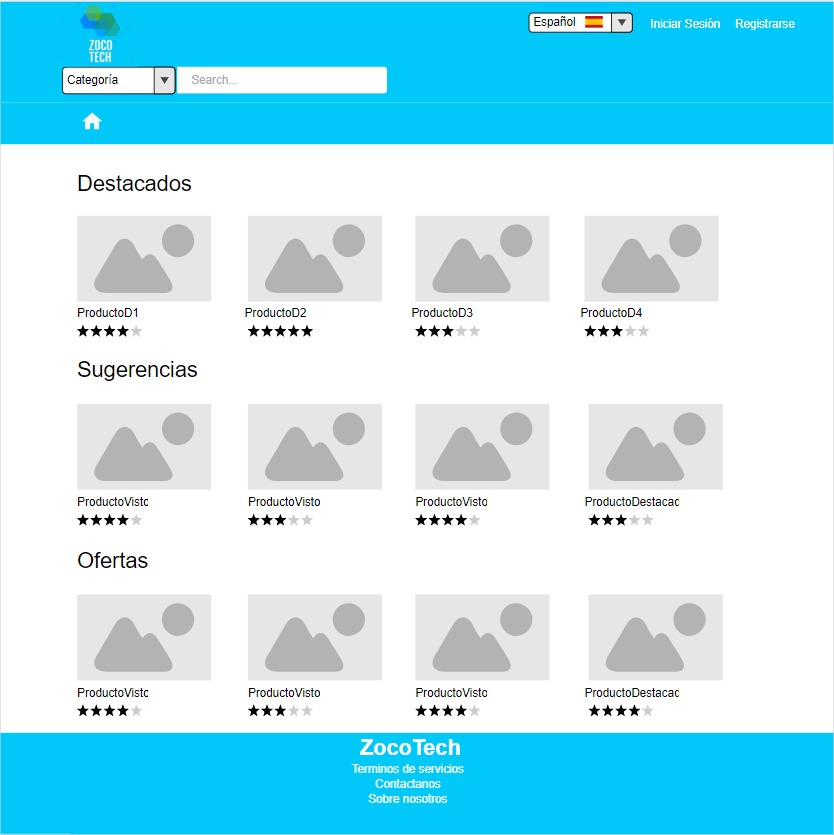 ZOCO
TECH
Español
Iniciar Sesión
Registrarse
Categoría
Search...
Destacados
ProductoD1
ProductoD2
ProductoD3
ProductoD4
Sugerencias
ProductoVisto
ProductoVisto
ProductoVisto
ProductoDestacad
Ofertas
ProductoVisto
ProductoVisto
ProductoVisto
ProductoDestacad
ZocoTech
Terminos de servicios
Contactanos
Sobre nosotros